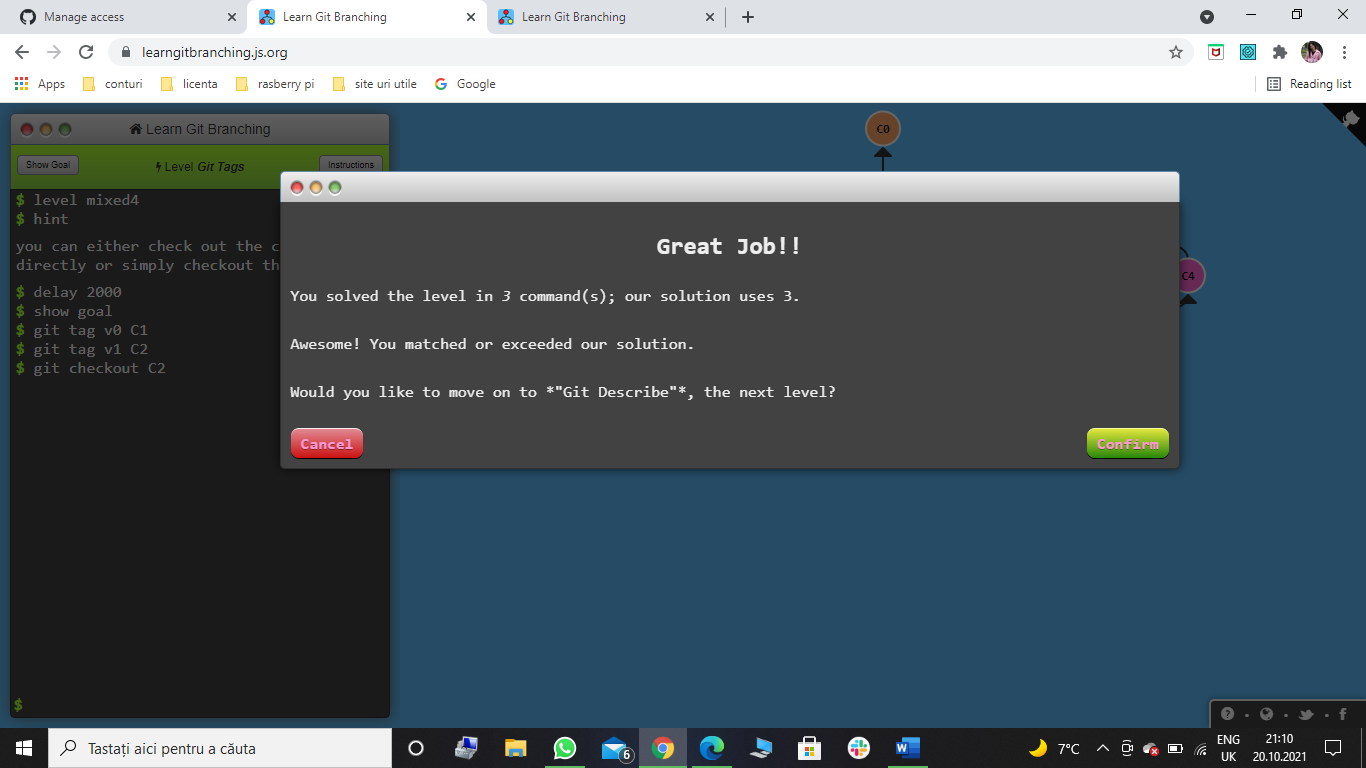 Manage access
Learn Git Branching
Learn Git Branching
learngitbranching.js.org
Apps
conturi
licenta
rasberry pi
site uri utile
Google
Reading list
Learn Git Branching
Show Goal
Level Git Tags
Instructions
$ level mixed4
$ hint
you can either check out the c
directly or simply checkout th
$ delay 2000
$ show goal
$ git tag v0 C1
$ git tag v1 C2
$ git checkout C2
$
C0
C4
Great Job!!
You solved the level in 3 command(s); our solution uses 3.
Awesome! You matched or exceeded our solution.
Would you like to move on to *"Git Describe"*, the next level?
Cancel
Confirm
Tastați aici pentru a căuta
6
7°C
ENG
UK
21:10
20.10.2021